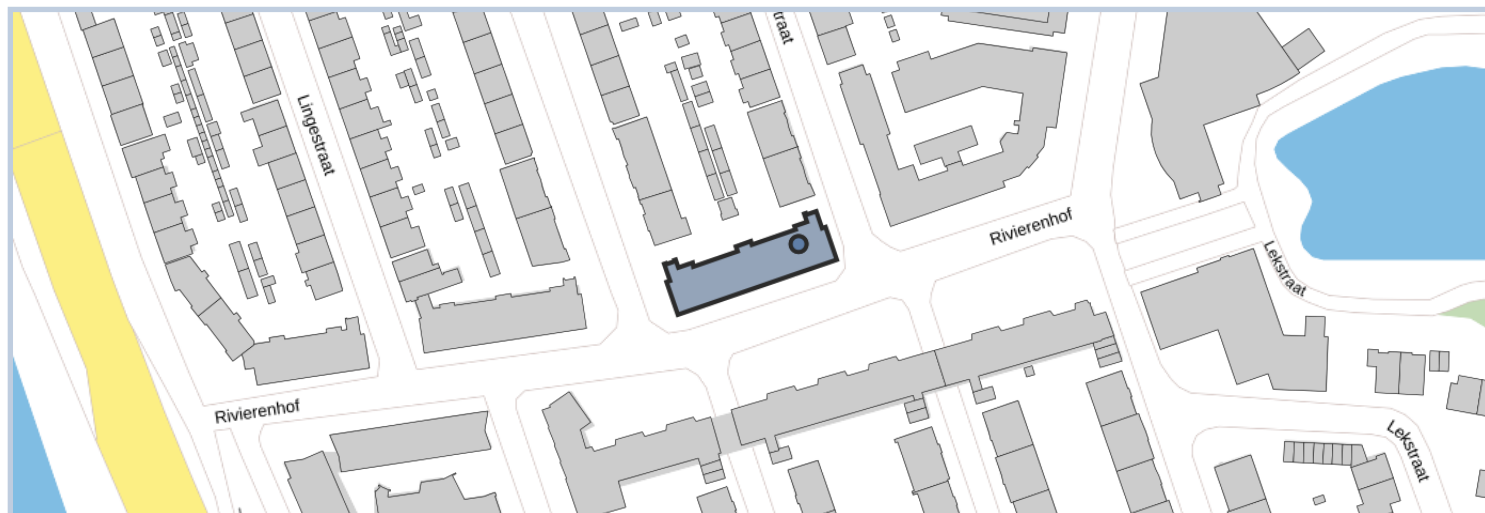 traat
Lingestraat
Rivierenhof
Lekstraat
Rivierenhof
Lekstraat